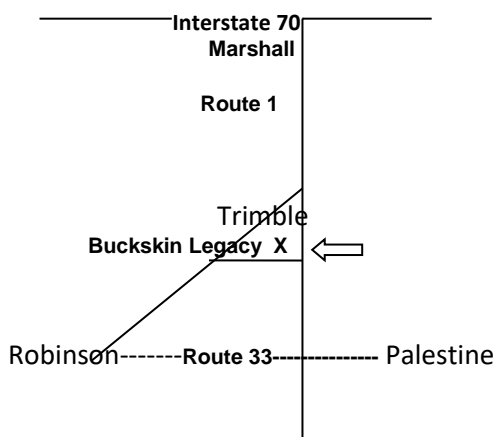 Interstate 70
Marshall
Route 1
Trimble
Buckskin Legacy X
Robinson-------Route 33--------------- Palestine